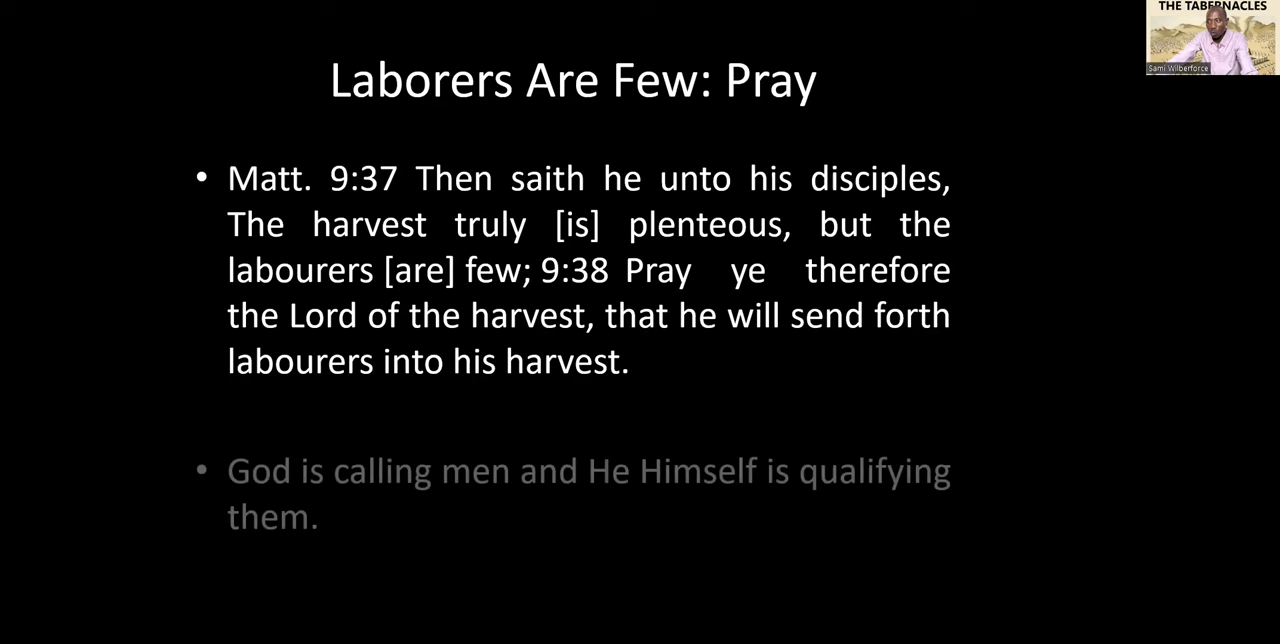 THE TABERNACLES
Sami Wilberforce
Laborers Are Few: Pray
• Matt. 9:37 Then saith he unto his disciples,
The harvest truly [is] plenteous, but the
labourers [are] few; 9:38 Pray ye therefore
the Lord of the harvest, that he will send forth
labourers into his harvest.
• God is calling men and He Himself is qualifying
them.